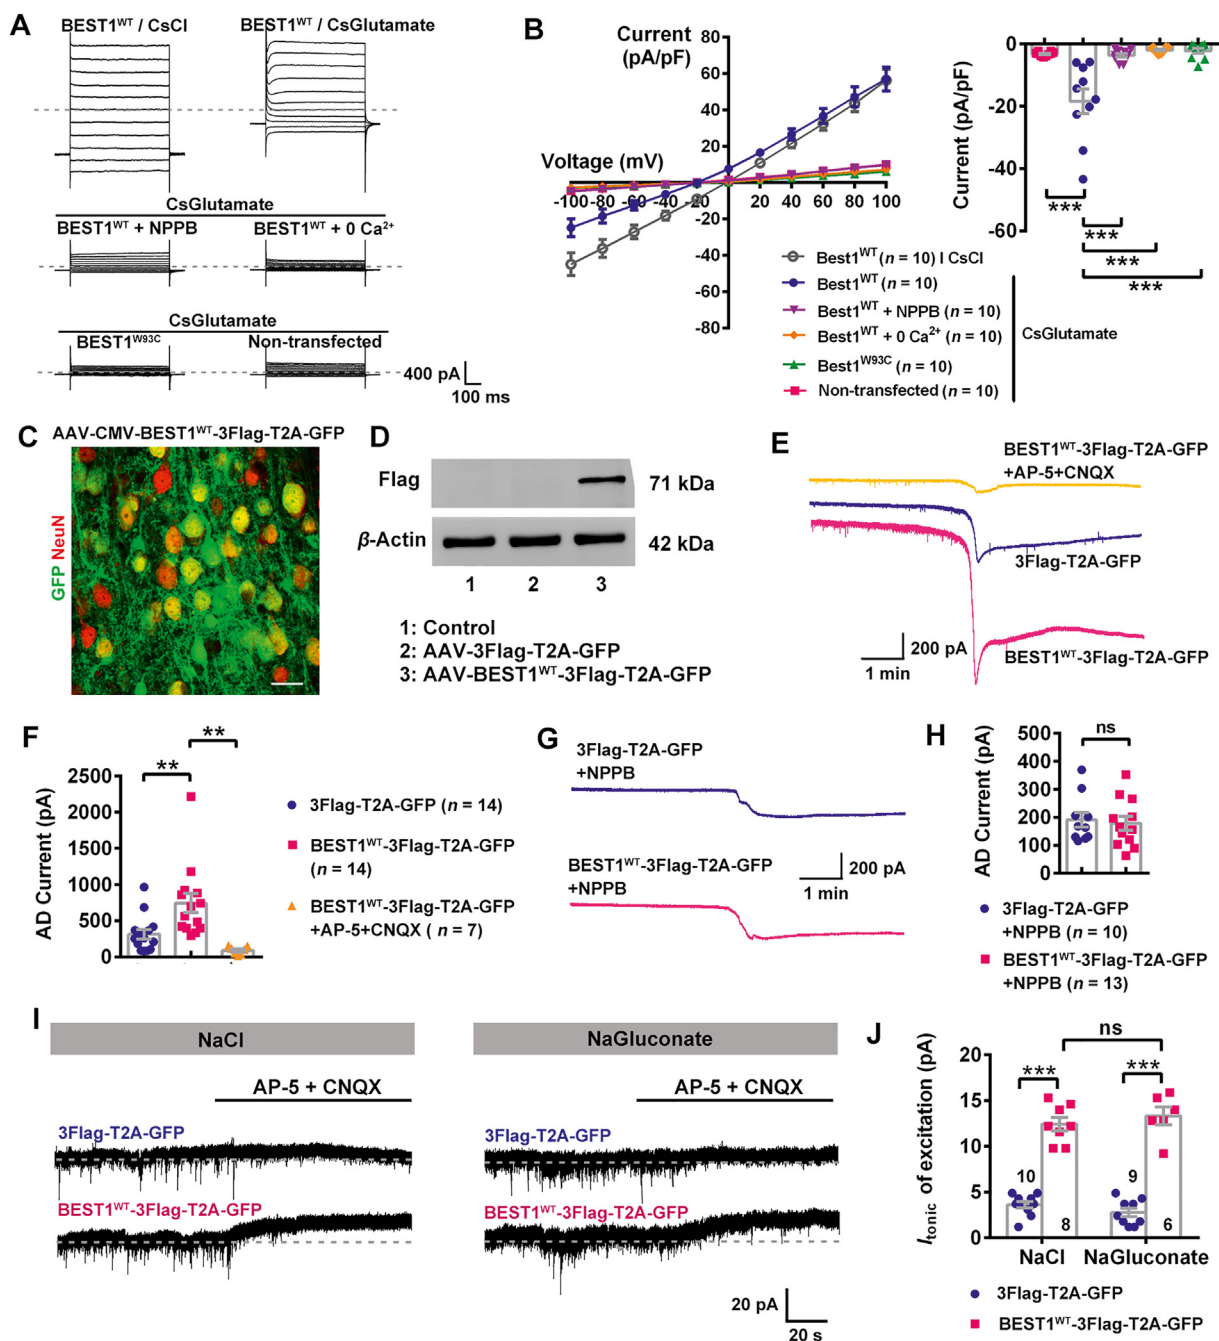 A
BEST1WT / CsCl
BEST1WT / CsGlutamate
CsGlutamate
BEST1WT + NPPB
BEST1WT + 0 Ca2+
CsGlutamate
BEST1W93C
Non-transfected
400 pA
100 ms
B
Current
(pA/pF)
80
60
40
20
Voltage (mV)
-100 -80 -60 -40 -20
0 20 40 60 80 100
-20
-40
-60
-80
Best1WT (n = 10) I CsCl
Best1WT (n = 10)
Best1WT + NPPB (n = 10)
Best1WT + 0 Ca2+ (n = 10)
Best1W93C (n = 10)
Non-transfected (n = 10)
CsGlutamate
Current (pA/pF)
0
-20
-40
-60
***
***
***
***
C
AAV-CMV-BEST1WT-3Flag-T2A-GFP
GFP NeuN
D
Flag
71 kDa
β-Actin
42 kDa
1 2 3
1: Control
2: AAV-3Flag-T2A-GFP
3: AAV-BEST1WT-3Flag-T2A-GFP
E
BEST1WT-3Flag-T2A-GFP
+AP-5+CNQX
3Flag-T2A-GFP
200 pA
1 min
BEST1WT-3Flag-T2A-GFP
F
AD Current (pA)
2500
2000
1500
1000
500
0
**
**
3Flag-T2A-GFP (n = 14)
BEST1WT-3Flag-T2A-GFP
(n = 14)
BEST1WT-3Flag-T2A-GFP
+AP-5+CNQX ( n = 7)
G
3Flag-T2A-GFP
+NPPB
BEST1WT-3Flag-T2A-GFP
+NPPB
200 pA
1 min
H
AD Current (pA)
500
400
300
200
100
0
ns
3Flag-T2A-GFP
+NPPB (n = 10)
BEST1WT-3Flag-T2A-GFP
+NPPB (n = 13)
I
NaCl
AP-5 + CNQX
3Flag-T2A-GFP
BEST1WT-3Flag-T2A-GFP
NaGluconate
AP-5 + CNQX
3Flag-T2A-GFP
BEST1WT-3Flag-T2A-GFP
20 pA
20 s
J
Itonic of excitation (pA)
20
15
10
5
0
ns
***
***
10
8
9
6
NaCl
NaGluconate
3Flag-T2A-GFP
BEST1WT-3Flag-T2A-GFP